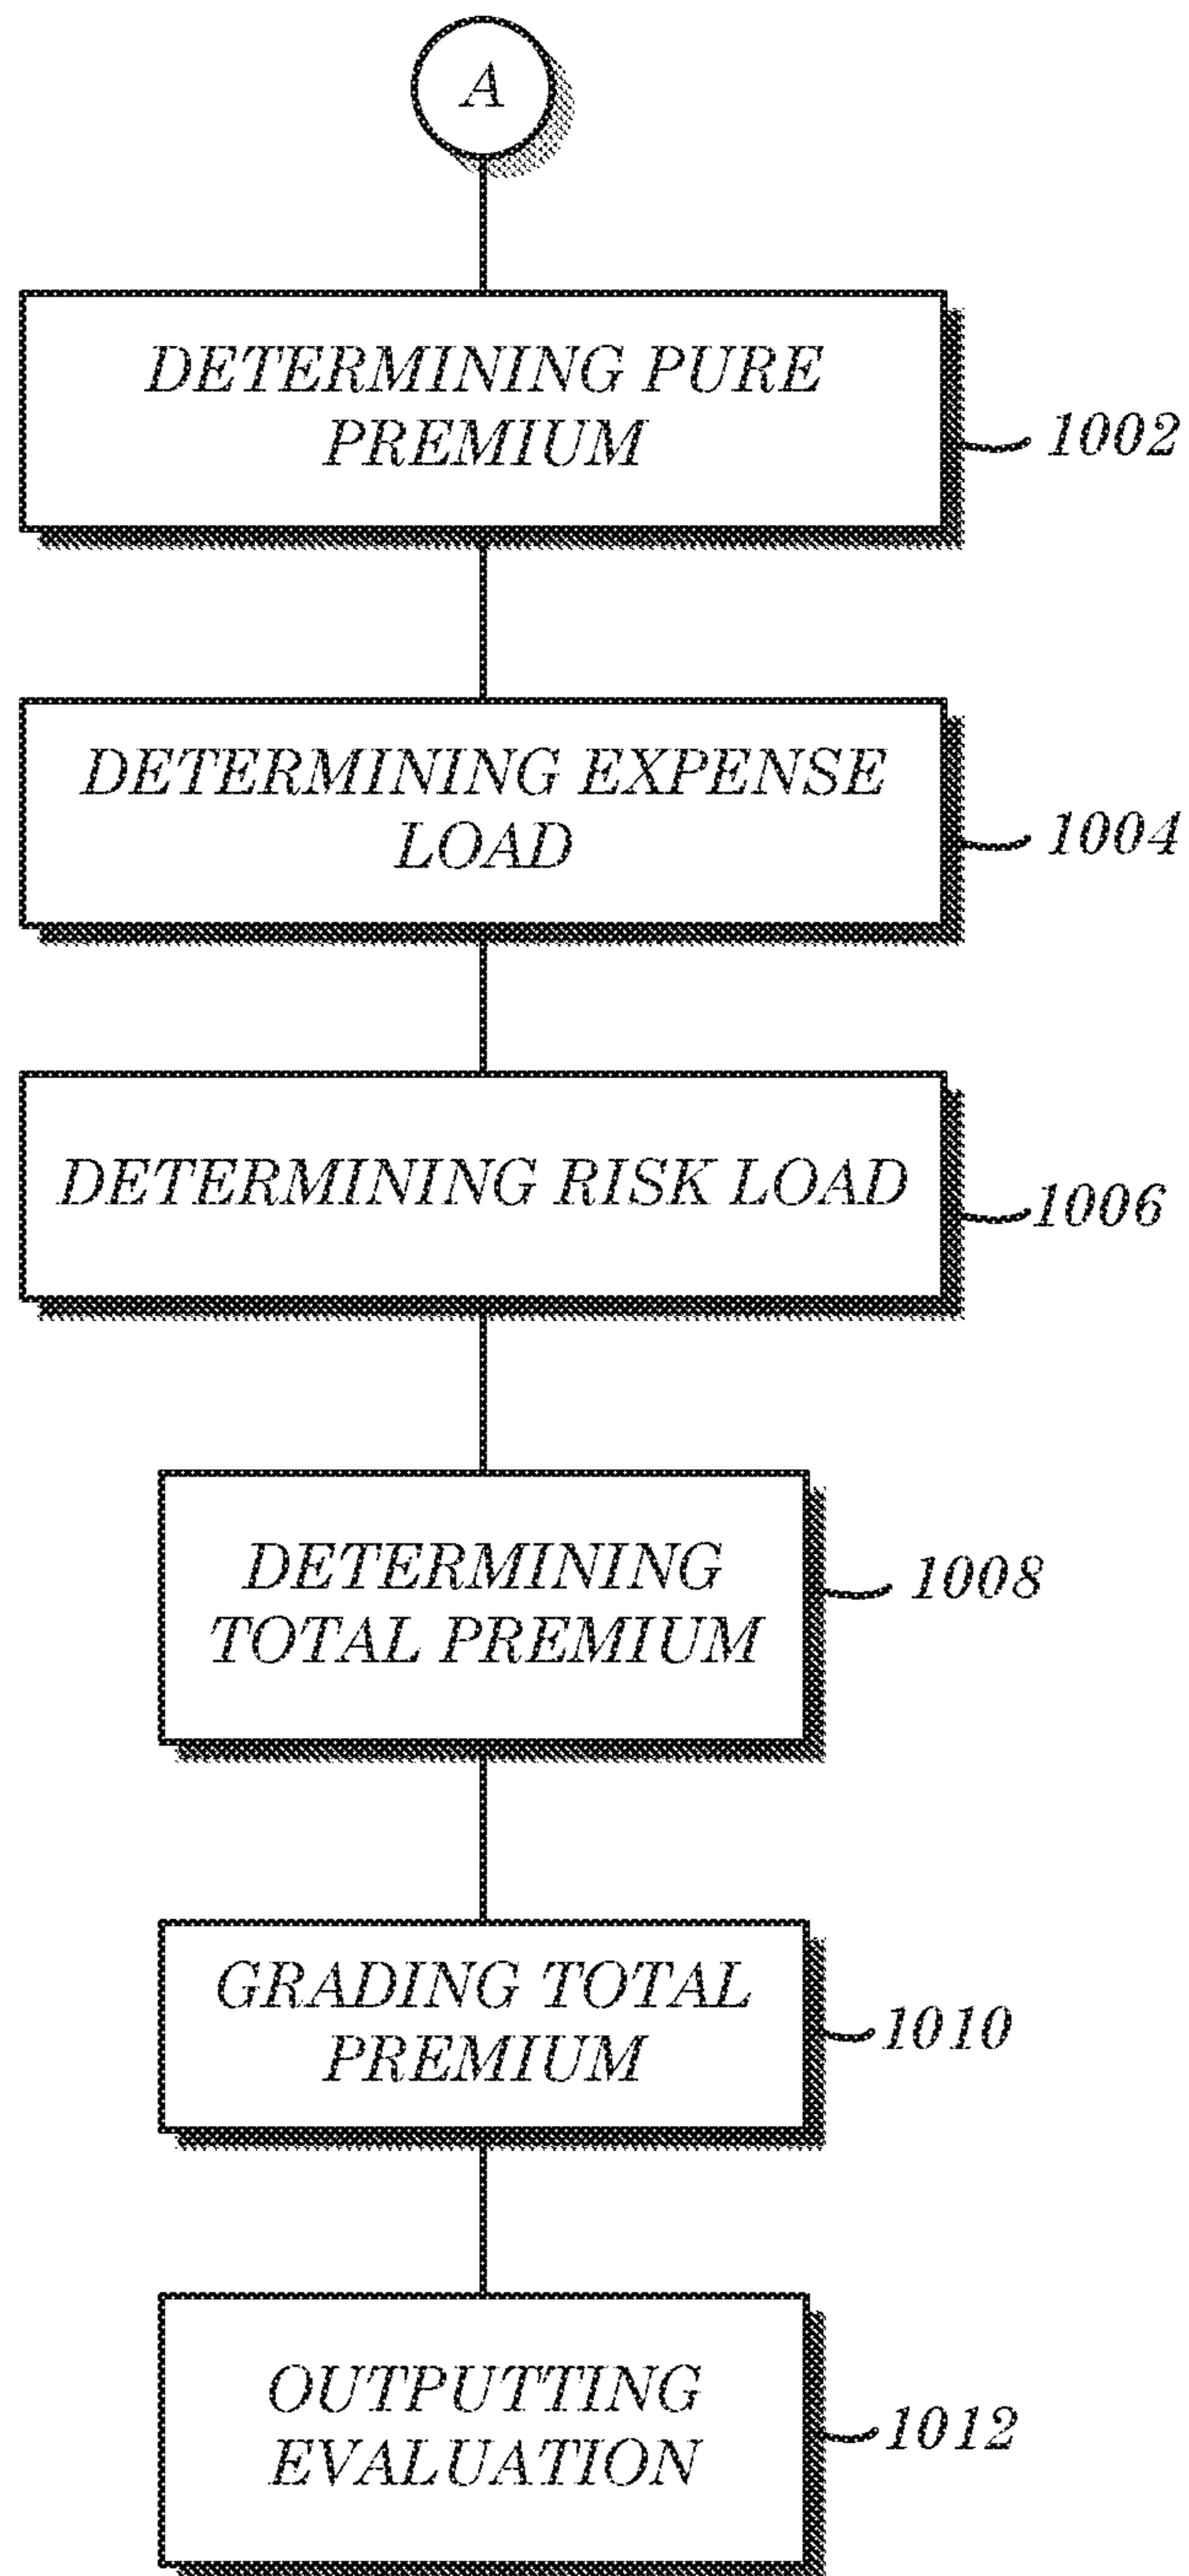 A
DETERMINING PURE
PREMIUM
1002
DETERMINING EXPENSE
LOAD
1004
DETERMINING RISK LOAD
1006
DETERMINING
TOTAL PREMIUM
1008
GRADING TOTAL
PREMIUM
1010
OUTPUTTING
EVALUATION
1012